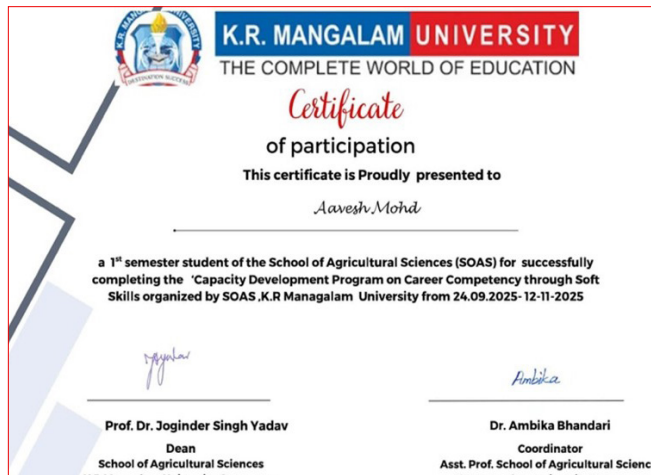 K.R. MANGALAM UNIVERSITY
THE COMPLETE WORLD OF EDUCATION
Certificate
of participation
This certificate is Proudly presented to
Aavesh Mohd
a 1st semester student of the School of Agricultural Sciences (SOAS) for successfully
completing the 'Capacity Development Program on Career Competency through Soft
Skills organized by SOAS ,K.R Managalam University from 24.09.2025- 12-11-2025
Ambika
Prof. Dr. Joginder Singh Yadav
Dr. Ambika Bhandari
Dean
Coordinator
School of Agricultural Sciences
Asst. Prof. School of Agricultural Scienc